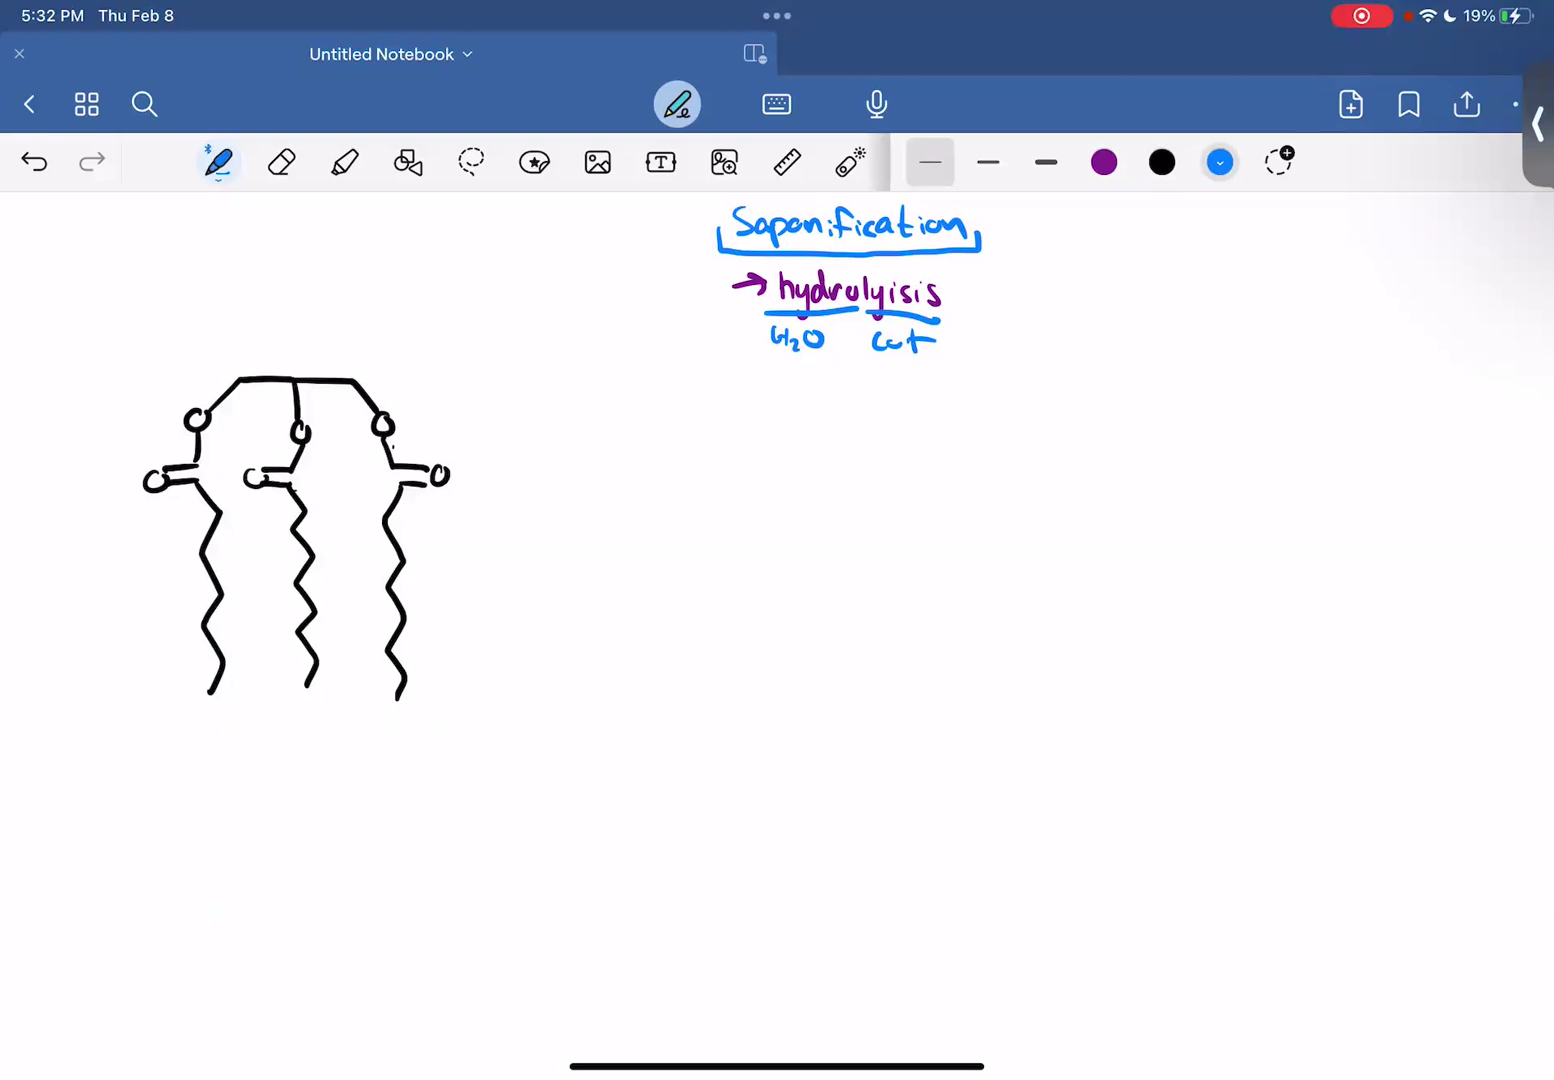 5:32 PM Thu Feb 8
19%
Untitled Notebook
T
Saponification
→ hydrolyisis
H₂O cut
O O O
O O O